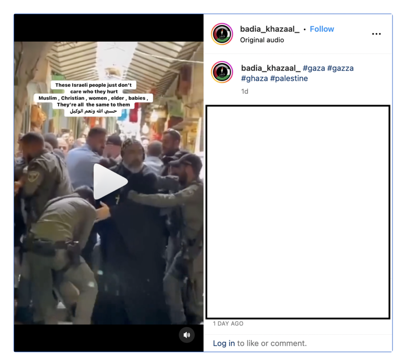 These Israeli people just don't
care who they hurt
Muslim , Christian , women , elder , babies ,
They're all the same to them
حسبي الله ونعم الوكيل
badia_khazaal_ • Follow
Original audio
badia_khazaal_ #gaza #gazza
#ghaza #palestine
1d
1 DAY AGO
Log in to like or comment.